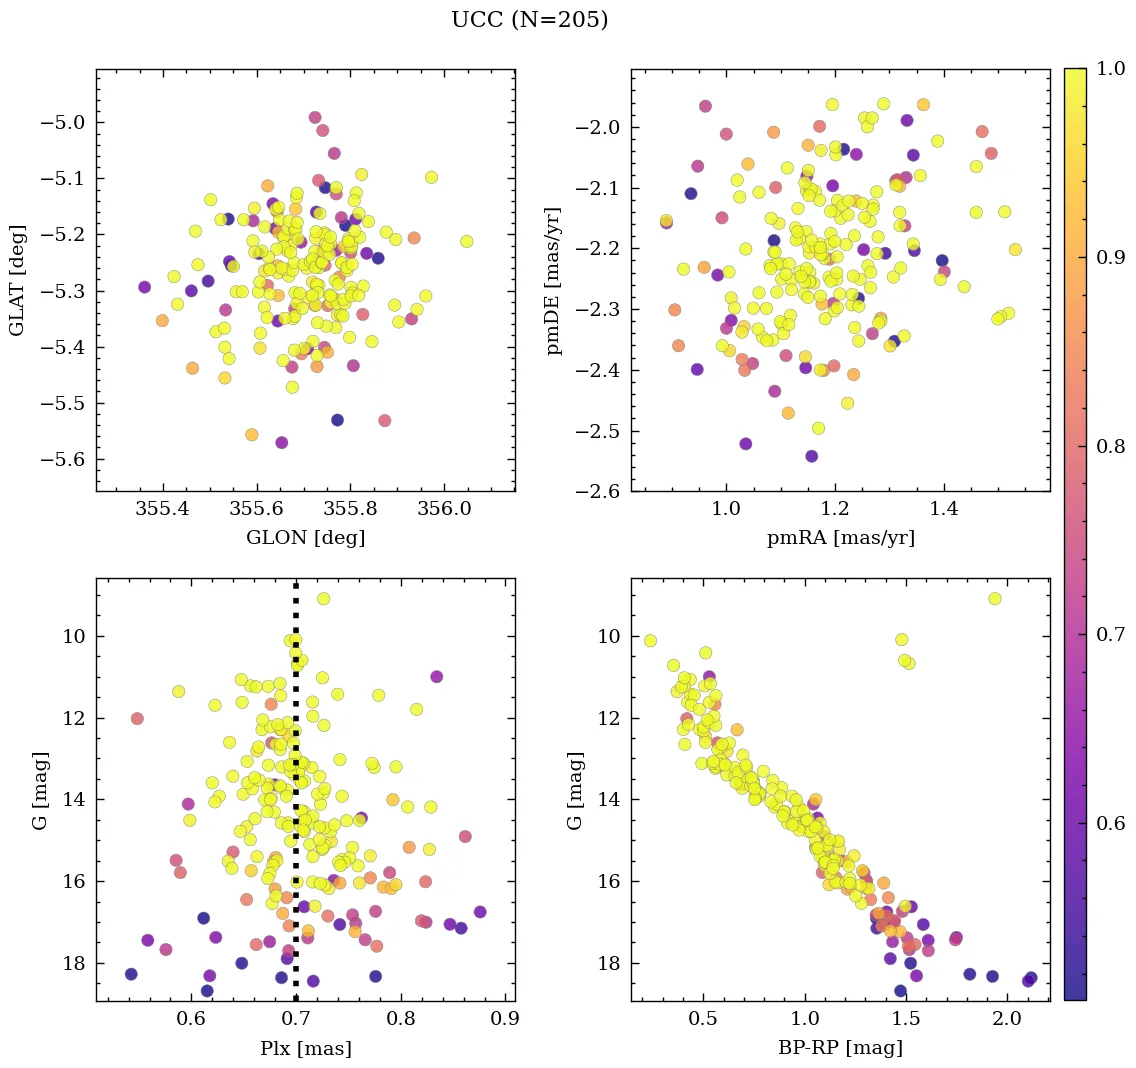 UCC (N=205)
−5.0
−5.1
−5.2
−5.3
−5.4
−5.5
−5.6
GLAT [deg]
355.4 355.6 355.8 356.0
GLON [deg]
−2.0
−2.1
−2.2
−2.3
−2.4
−2.5
−2.6
pmDE [mas/yr]
1.0 1.2 1.4
pmRA [mas/yr]
1.0
0.9
0.8
0.7
0.6
10
12
14
16
18
G [mag]
0.6 0.7 0.8 0.9
Plx [mas]
10
12
14
16
18
G [mag]
0.5 1.0 1.5 2.0
BP-RP [mag]